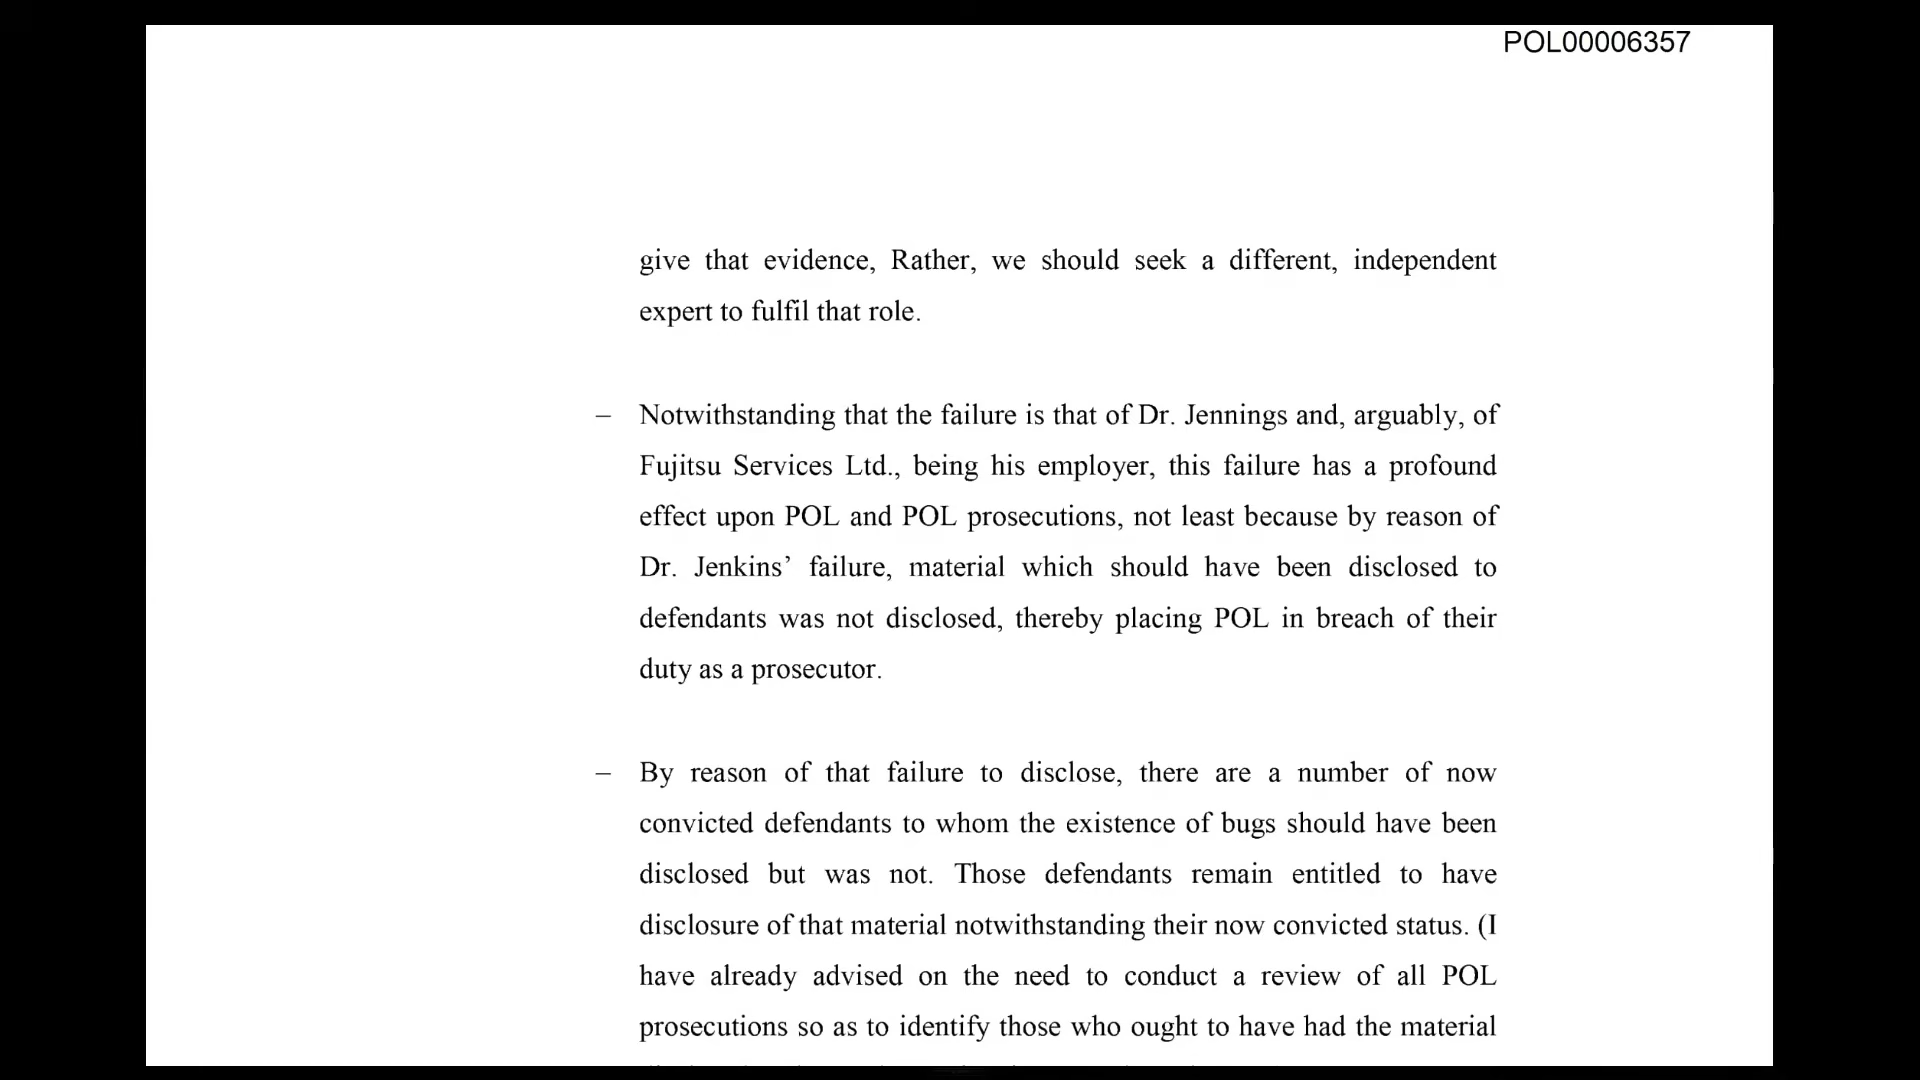 POL00006357
give that evidence, Rather, we should seek a different, independent
expert to fulfil that role.
– Notwithstanding that the failure is that of Dr. Jennings and, arguably, of
Fujitsu Services Ltd., being his employer, this failure has a profound
effect upon POL and POL prosecutions, not least because by reason of
Dr. Jenkins’ failure, material which should have been disclosed to
defendants was not disclosed, thereby placing POL in breach of their
duty as a prosecutor.
– By reason of that failure to disclose, there are a number of now
convicted defendants to whom the existence of bugs should have been
disclosed but was not. Those defendants remain entitled to have
disclosure of that material notwithstanding their now convicted status. (I
have already advised on the need to conduct a review of all POL
prosecutions so as to identify those who ought to have had the material